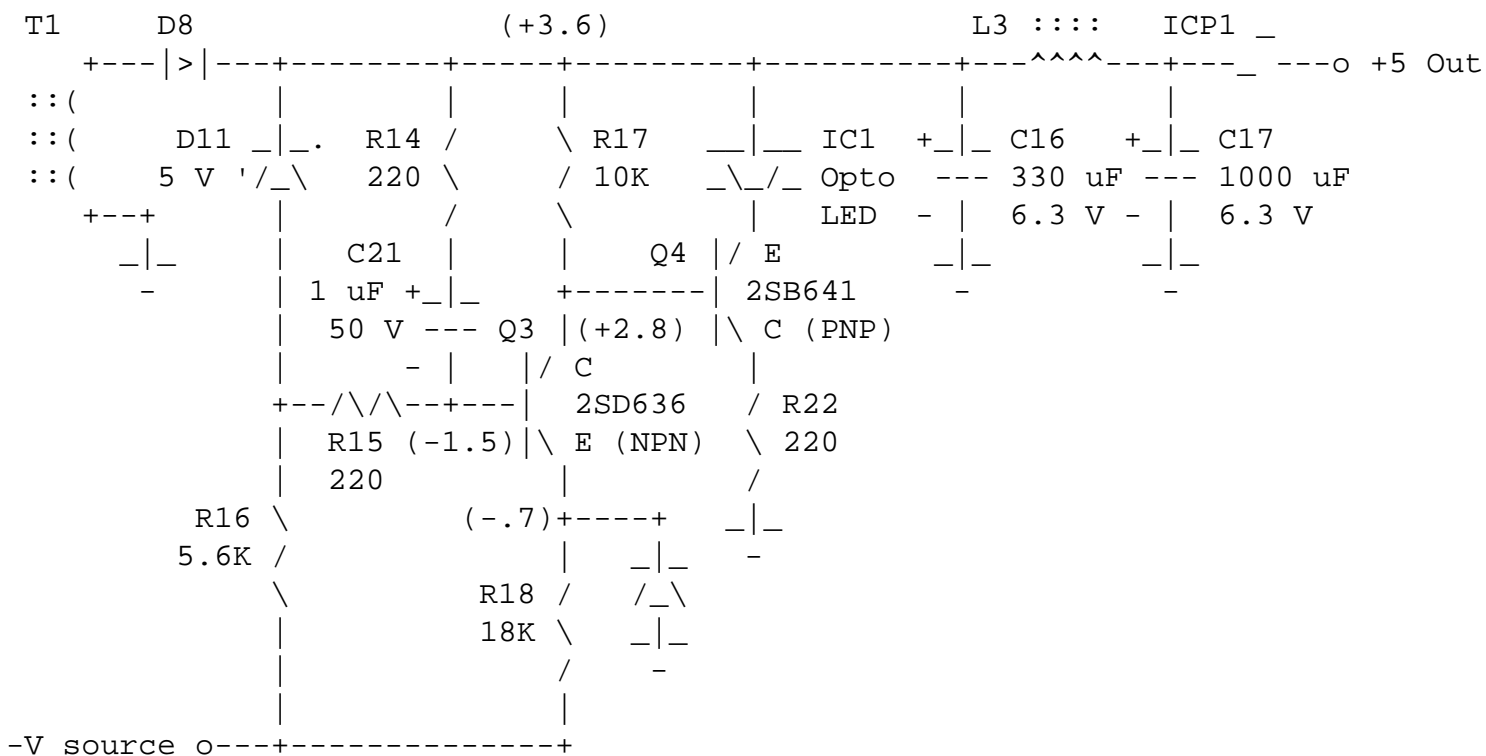 T1 D8 (+3.6) L3 :::: ICP1 _
+---|>|---+--------+-----+---------+----------+---^^^^---+---_ ---o +5 Out
::( | | | | | |
::( D11 _|_. R14 / \ R17 __|__ IC1 +_|_ C16 +_|_ C17
::( 5 V '/_\ 220 \ / 10K _\_/_ Opto --- 330 uF --- 1000 uF
+--+ | / \ | LED - | 6.3 V - | 6.3 V
_|_ | C21 | | Q4 |/ E _|_ _|_
- | 1 uF +_|_ +-------| 2SB641 - -
| 50 V --- Q3 |(+2.8) |\ C (PNP)
| - | |/ C |
+--/\/\--+---| 2SD636 / R22
| R15 (-1.5)|\ E (NPN) \ 220
| 220 | /
R16 \ (-.7)+----+ _|_
5.6K / | _|_ -
\ R18 / /_\
| 18K \ _|_
| / -
| |
-V source o---+--------------+